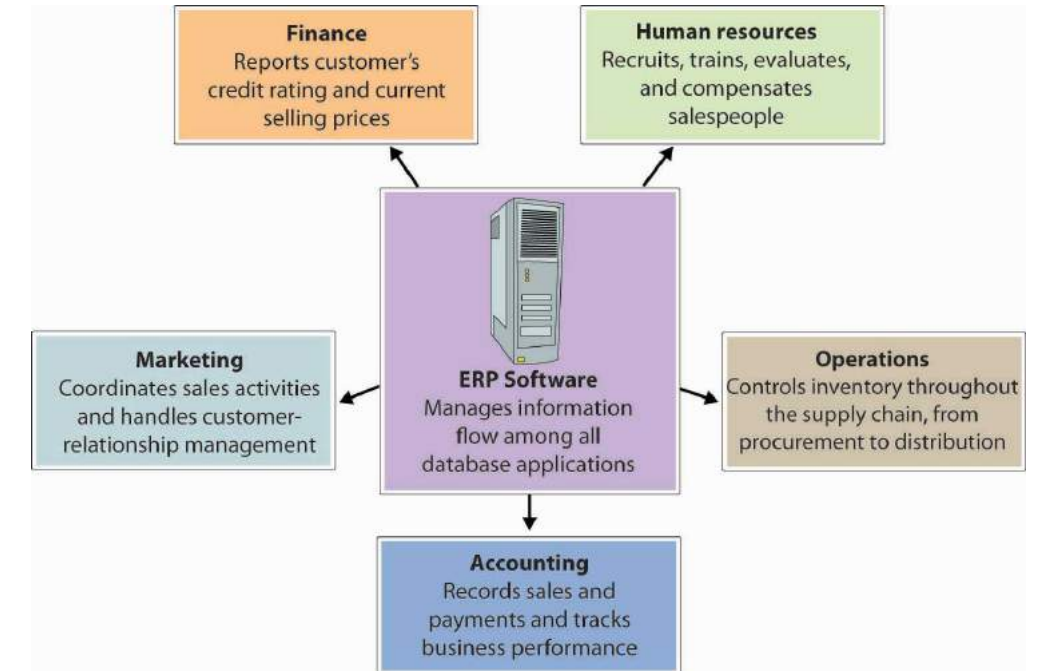 Finance
Reports customer's
credit rating and current
selling prices
Human resources
Recruits, trains, evaluates,
and compensates
salespeople
Marketing
Coordinates sales activities
and handles customer-
relationship management
ERP Software
Manages information
flow among all
database applications
Operations
Controls inventory throughout
the supply chain, from
procurement to distribution
Accounting
Records sales and
payments and tracks
business performance